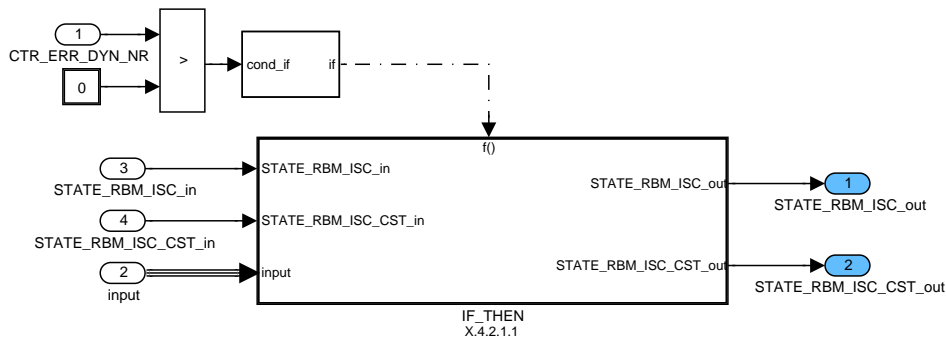 1
CTR_ERR_DYN_NR
0
>
cond_if
if
f()
3
STATE_RBM_ISC_in
4
STATE_RBM_ISC_CST_in
2
input
STATE_RBM_ISC_in
STATE_RBM_ISC_CST_in
input
STATE_RBM_ISC_out
STATE_RBM_ISC_CST_out
1
STATE_RBM_ISC_out
2
STATE_RBM_ISC_CST_out
IF_THEN
X.4.2.1.1